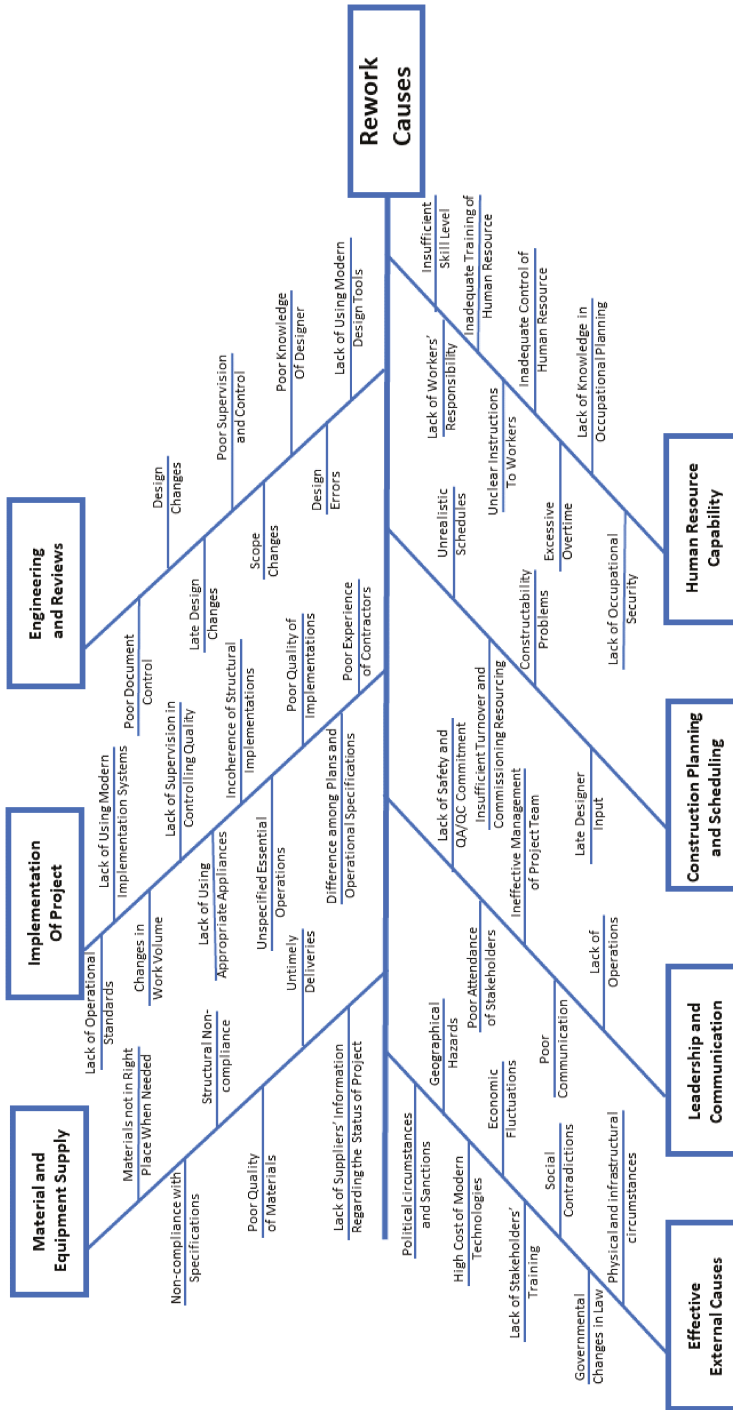 Material and
Equipment Supply
Materials not in Right
Place When Needed
Non-compliance with
Specifications
Structural Non-
compliance
Poor Quality
of Materials
Untimely
Deliveries
Lack of Suppliers' Information
Regarding the Status of Project
Implementation
Of Project
Lack of Operational
Standards
Lack of Using Modern
Implementation Systems
Changes in
Work Volume
Lack of Supervision in
Controlling Quality
Lack of Using
Appropriate Appliances
Incoherence of Structural
Implementations
Unspecified Essential
Operations
Poor Quality of
Implementations
Difference among Plans and
Operational Specifications
Poor Experience
of Contractors
Engineering
and Reviews
Poor Document
Control
Design
Changes
Late Design
Changes
Poor Supervision
and Control
Scope
Changes
Poor Knowledge
Of Designer
Design
Errors
Lack of Using Modern
Design Tools
Rework
Causes
Political circumstances
and Sanctions
Geographical
Hazards
High Cost of Modern
Technologies
Economic
Fluctuations
Lack of Stakeholders'
Training
Social
Contradictions
Governmental
Changes in Law
Physical and infrastructural
circumstances
Effective
External Causes
Lack of Safety and
QA/QC Commitment
Poor Attendance
of Stakeholders
Ineffective Management
of Project Team
Poor
Communication
Lack of
Operations
Leadership and
Communication
Unrealistic
Schedules
Insufficient Turnover and
Commissioning Resourcing
Constructability
Problems
Late Designer
Input
Construction Planning
and Scheduling
Insufficient
Skill Level
Lack of Workers'
Responsibility
Inadequate Training of
Human Resource
Unclear Instructions
To Workers
Inadequate Control of
Human Resource
Excessive
Overtime
Lack of Knowledge in
Occupational Planning
Lack of Occupational
Security
Human Resource
Capability